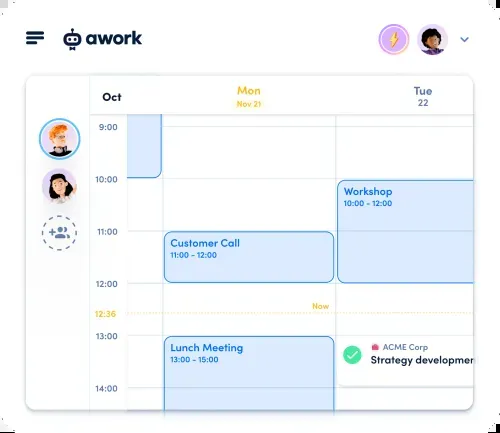 awork
Oct
Mon
Nov 21
Tue
22
9:00
10:00
Workshop
10:00 - 12:00
11:00
Customer Call
11:00 - 12:00
12:00
Now
12:36
13:00
Lunch Meeting
13:00 - 15:00
ACME Corp
Strategy developmen
14:00